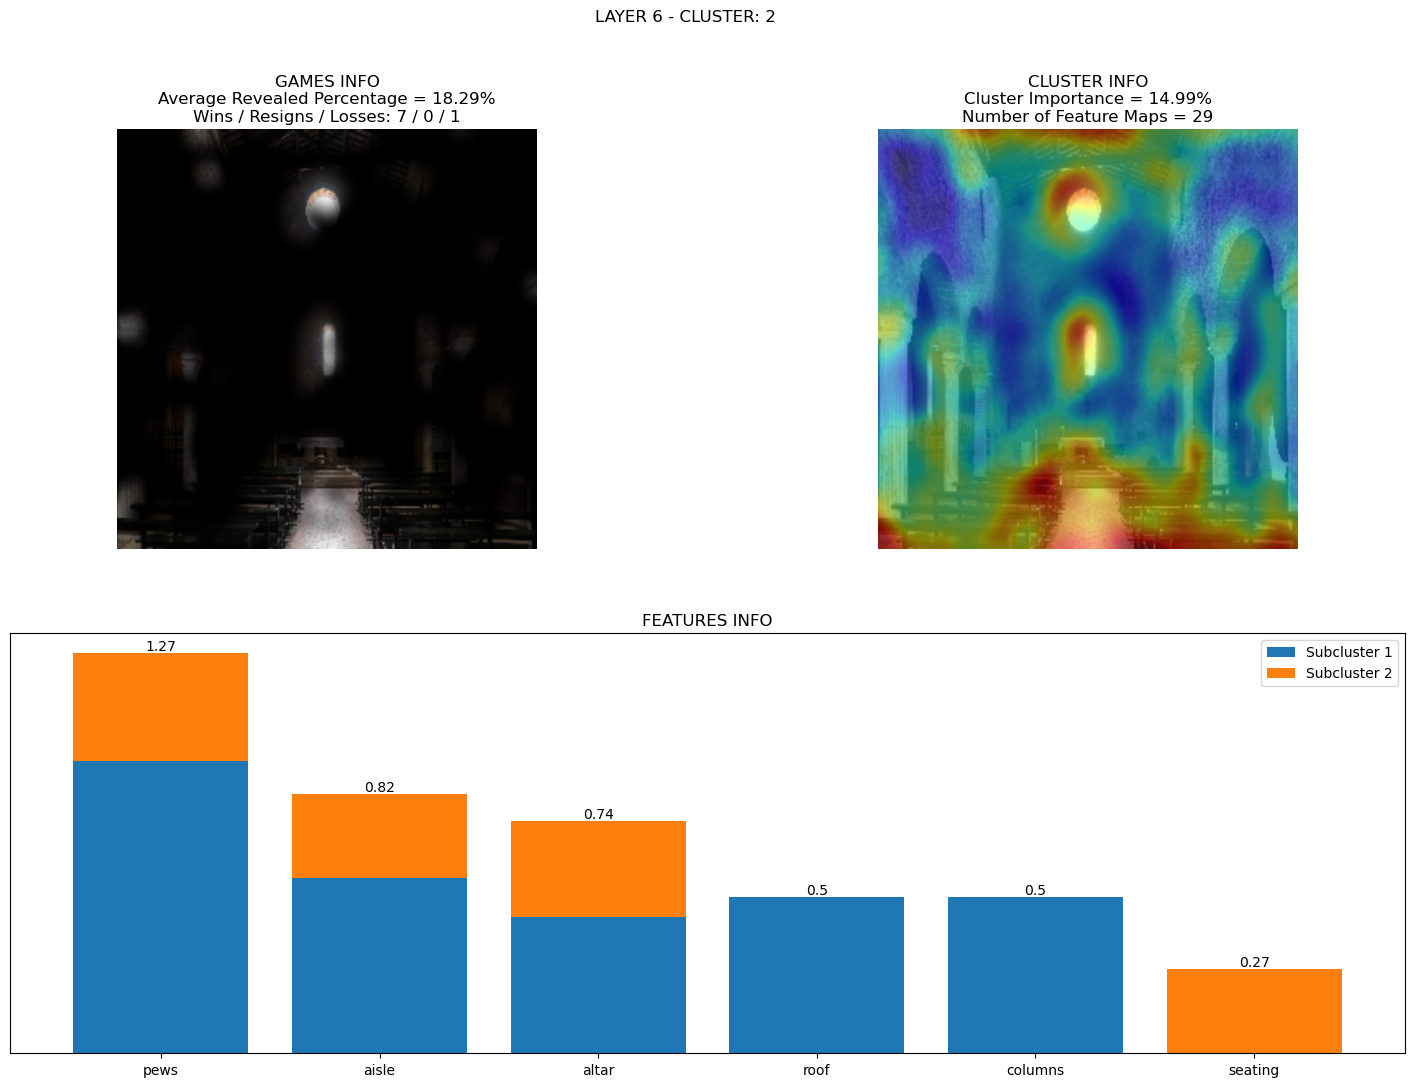 LAYER 6 - CLUSTER: 2
GAMES INFO
Average Revealed Percentage = 18.29%
Wins / Resigns / Losses: 7 / 0 / 1
CLUSTER INFO
Cluster Importance = 14.99%
Number of Feature Maps = 29
FEATURES INFO
Subcluster 1
Subcluster 2
1.27
0.82
0.74
0.5
0.5
0.27
pews
aisle
altar
roof
columns
seating